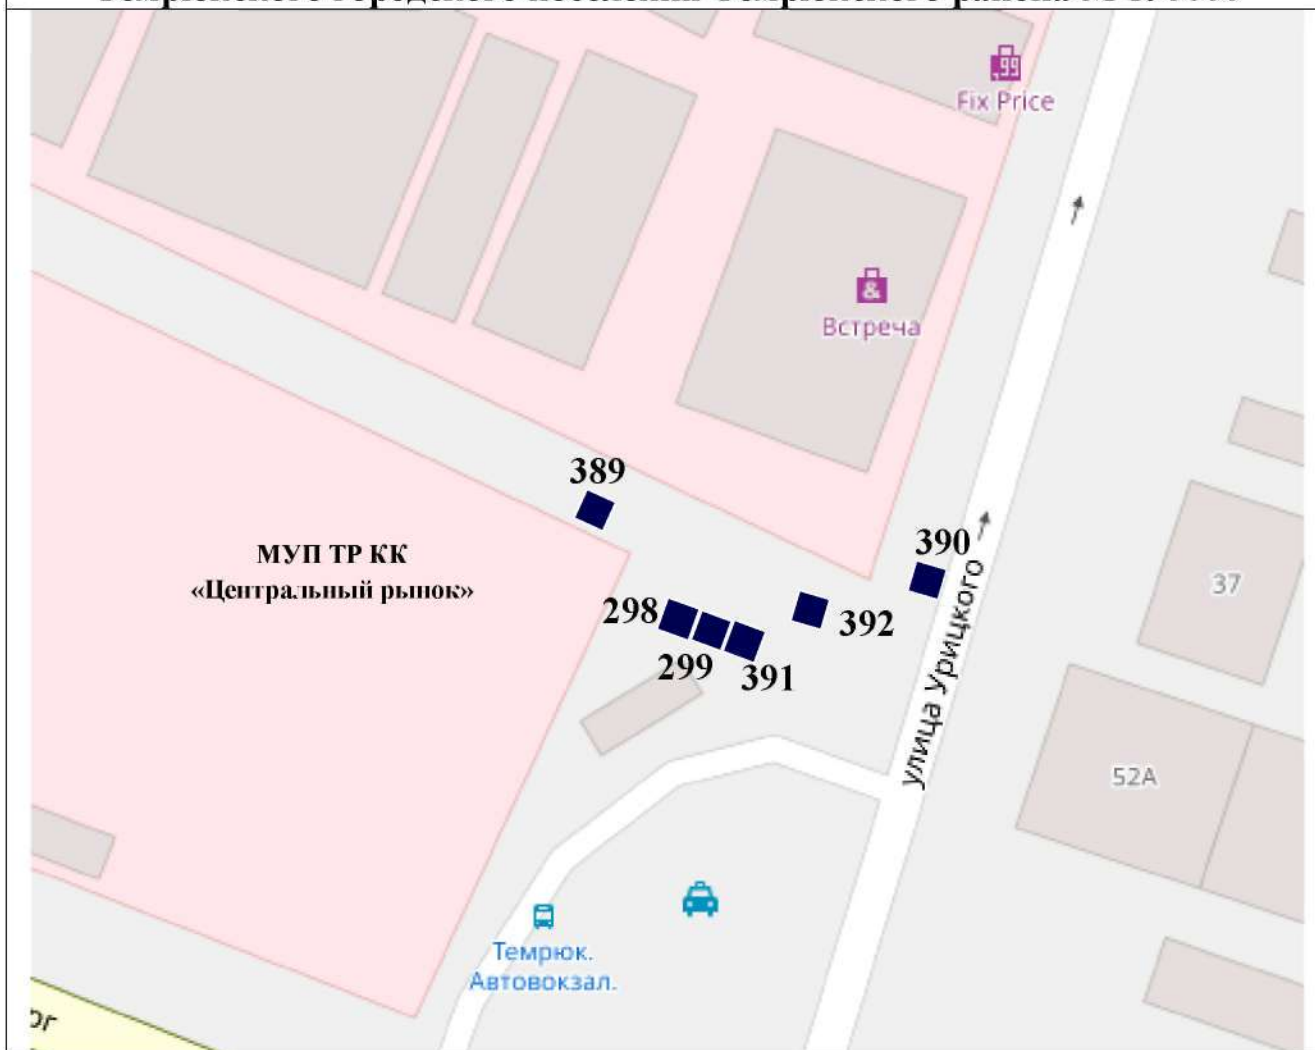 Fix Price
Встреча
389
МУП ТР КК
«Центральный рынок»
390
298
392
299
391
улица Урицкого
37
52А
Темрюк.
Автовокзал.
ог